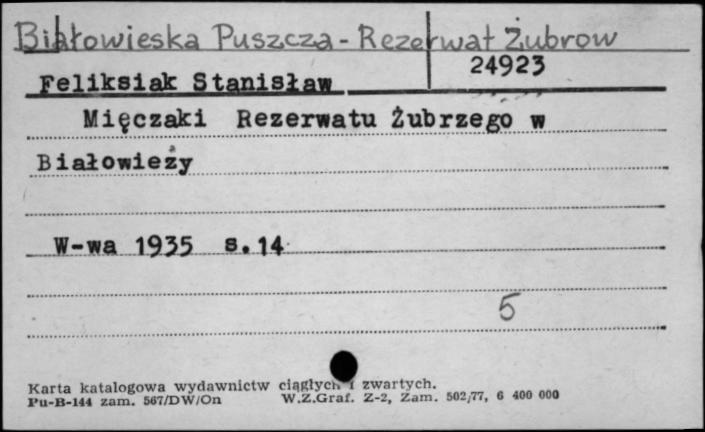 Białowieska Puszcza - Rezerwat Żubrow
24923
Feliksiak Stanisław
Mięczaki Rezerwatu Żubrzego w
Białowieży
W-wa 1935 s.14
5
Karta katalogowa wydawnictw ciągłych i zwartych.
Pu-B-144 zam. 567/DW/On W.Z.Graf. Z-2, Zam. 502/77, 6 400 000